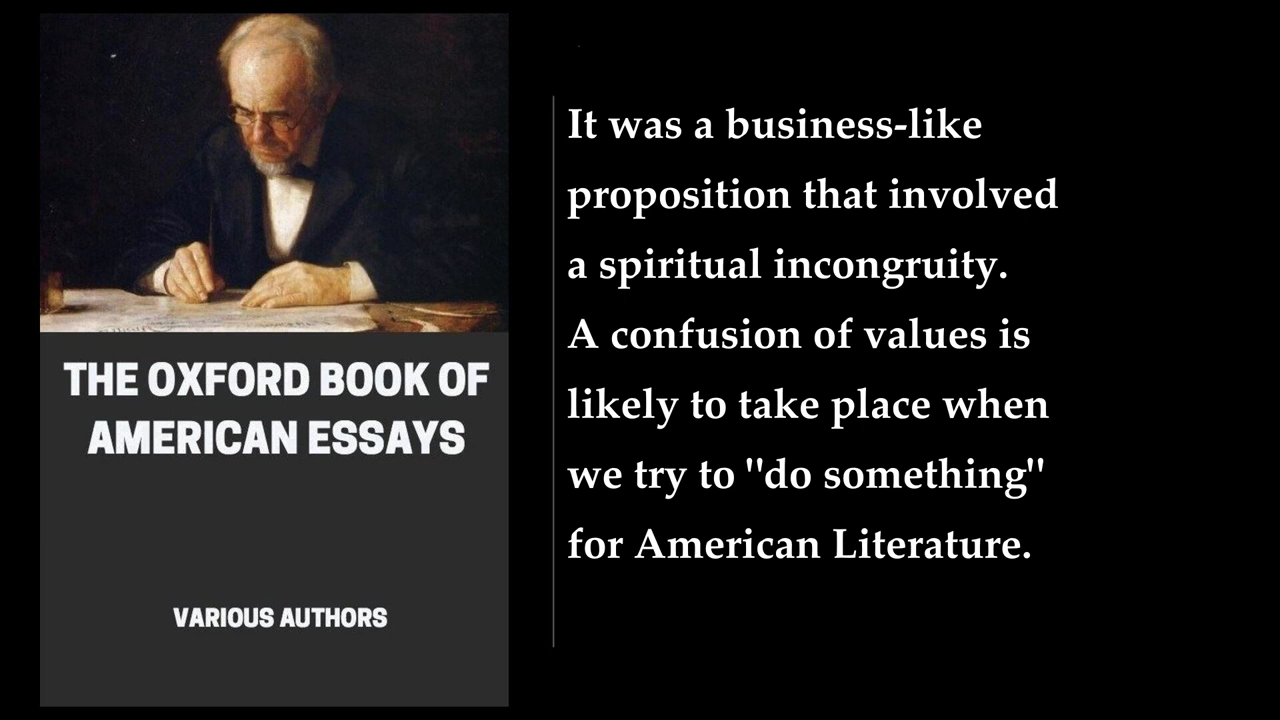 THE OXFORD BOOK OF
AMERICAN ESSAYS
VARIOUS AUTHORS
It was a business-like
proposition that involved
a spiritual incongruity.
A confusion of values is
likely to take place when
we try to "do something"
for American Literature.